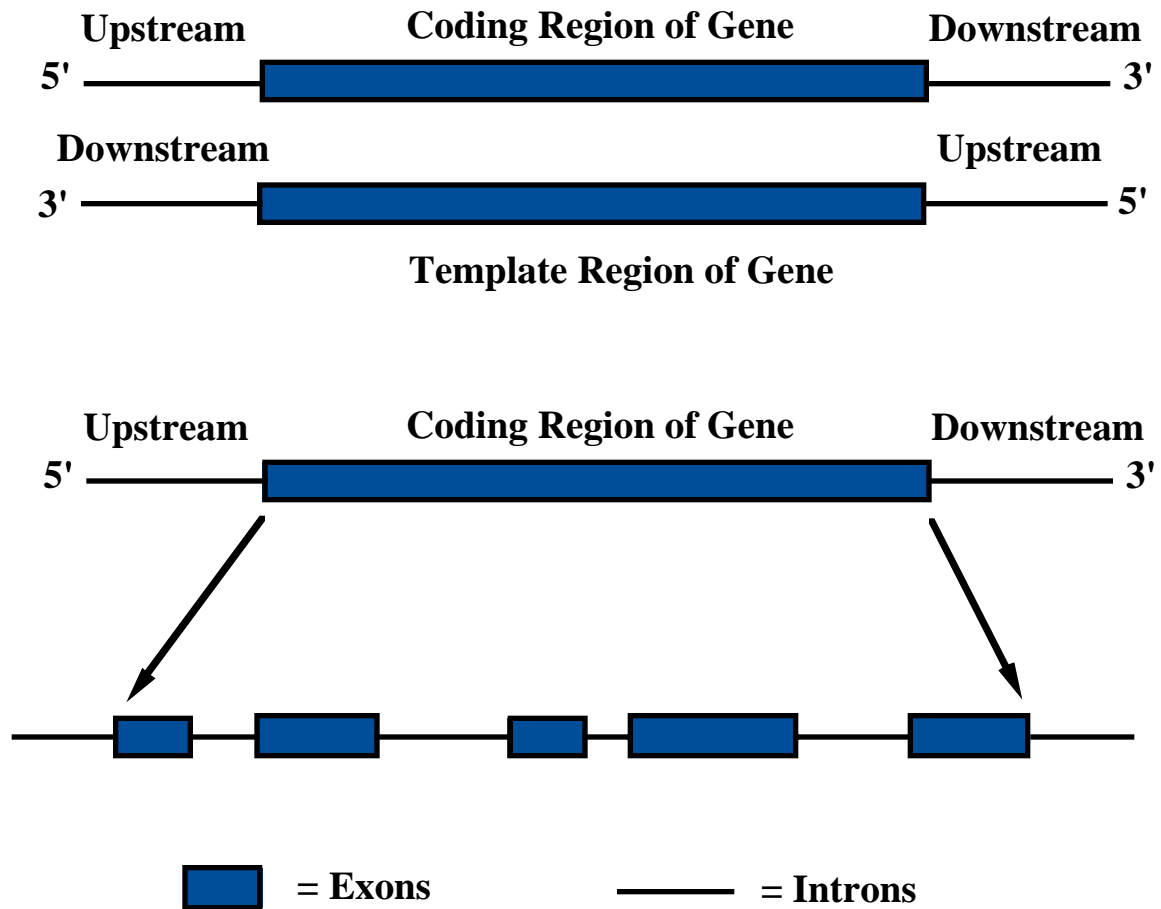 Upstream Coding Region of Gene Downstream
5' 3'
Downstream Upstream
3' 5'
Template Region of Gene
Upstream Coding Region of Gene Downstream
5' 3'
= Exons = Introns